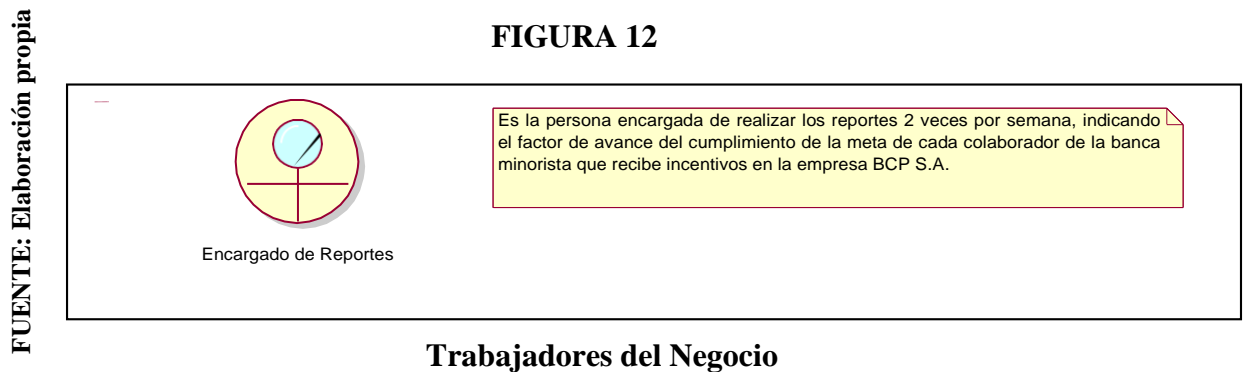 FUENTE: Elaboración propia
FIGURA 12
Es la persona encargada de realizar los reportes 2 veces por semana, indicando
el factor de avance del cumplimiento de la meta de cada colaborador de la banca
minorista que recibe incentivos en la empresa BCP S.A.
Encargado de Reportes
Trabajadores del Negocio